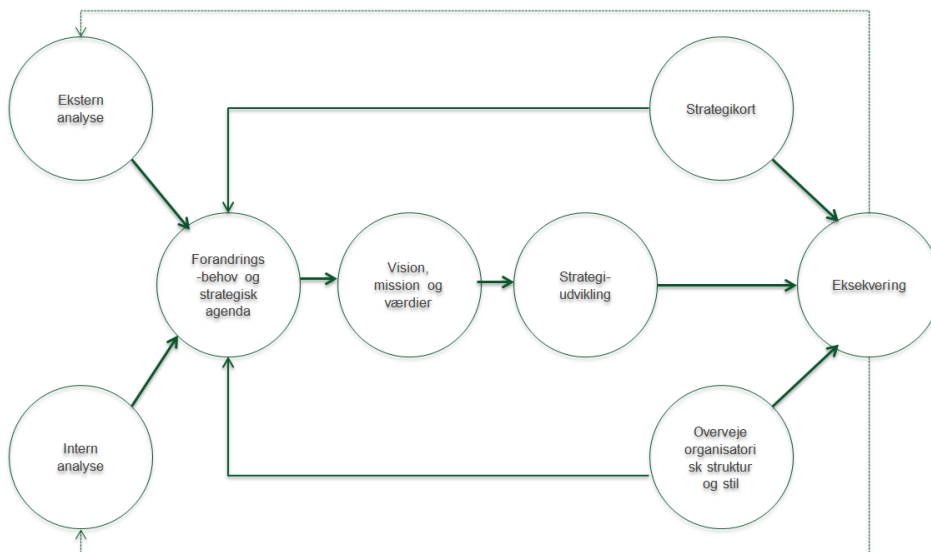 Ekstern
analyse
Strategikort
Forandrings
-behov og
strategisk
agenda
Vision,
mission og
værdier
Strategi-
udvikling
Eksekvering
Intern
analyse
Overveje
organisatori
sk struktur
og stil